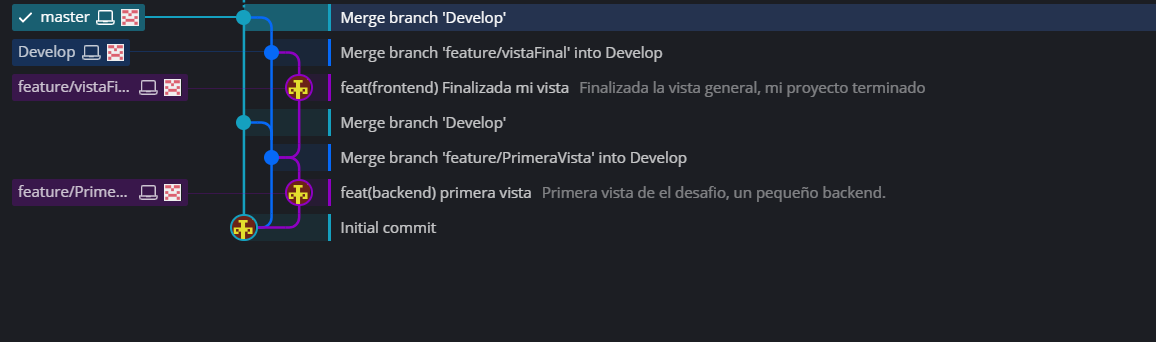 master Merge branch 'Develop'
Develop Merge branch 'feature/vistaFinal' into Develop
feature/vistaFi... feat(frontend) Finalizada mi vista Finalizada la vista general, mi proyecto terminado
Merge branch 'Develop'
Merge branch 'feature/PrimeraVista' into Develop
feature/Prime... feat(backend) primera vista Primera vista de el desafio, un pequeño backend.
Initial commit